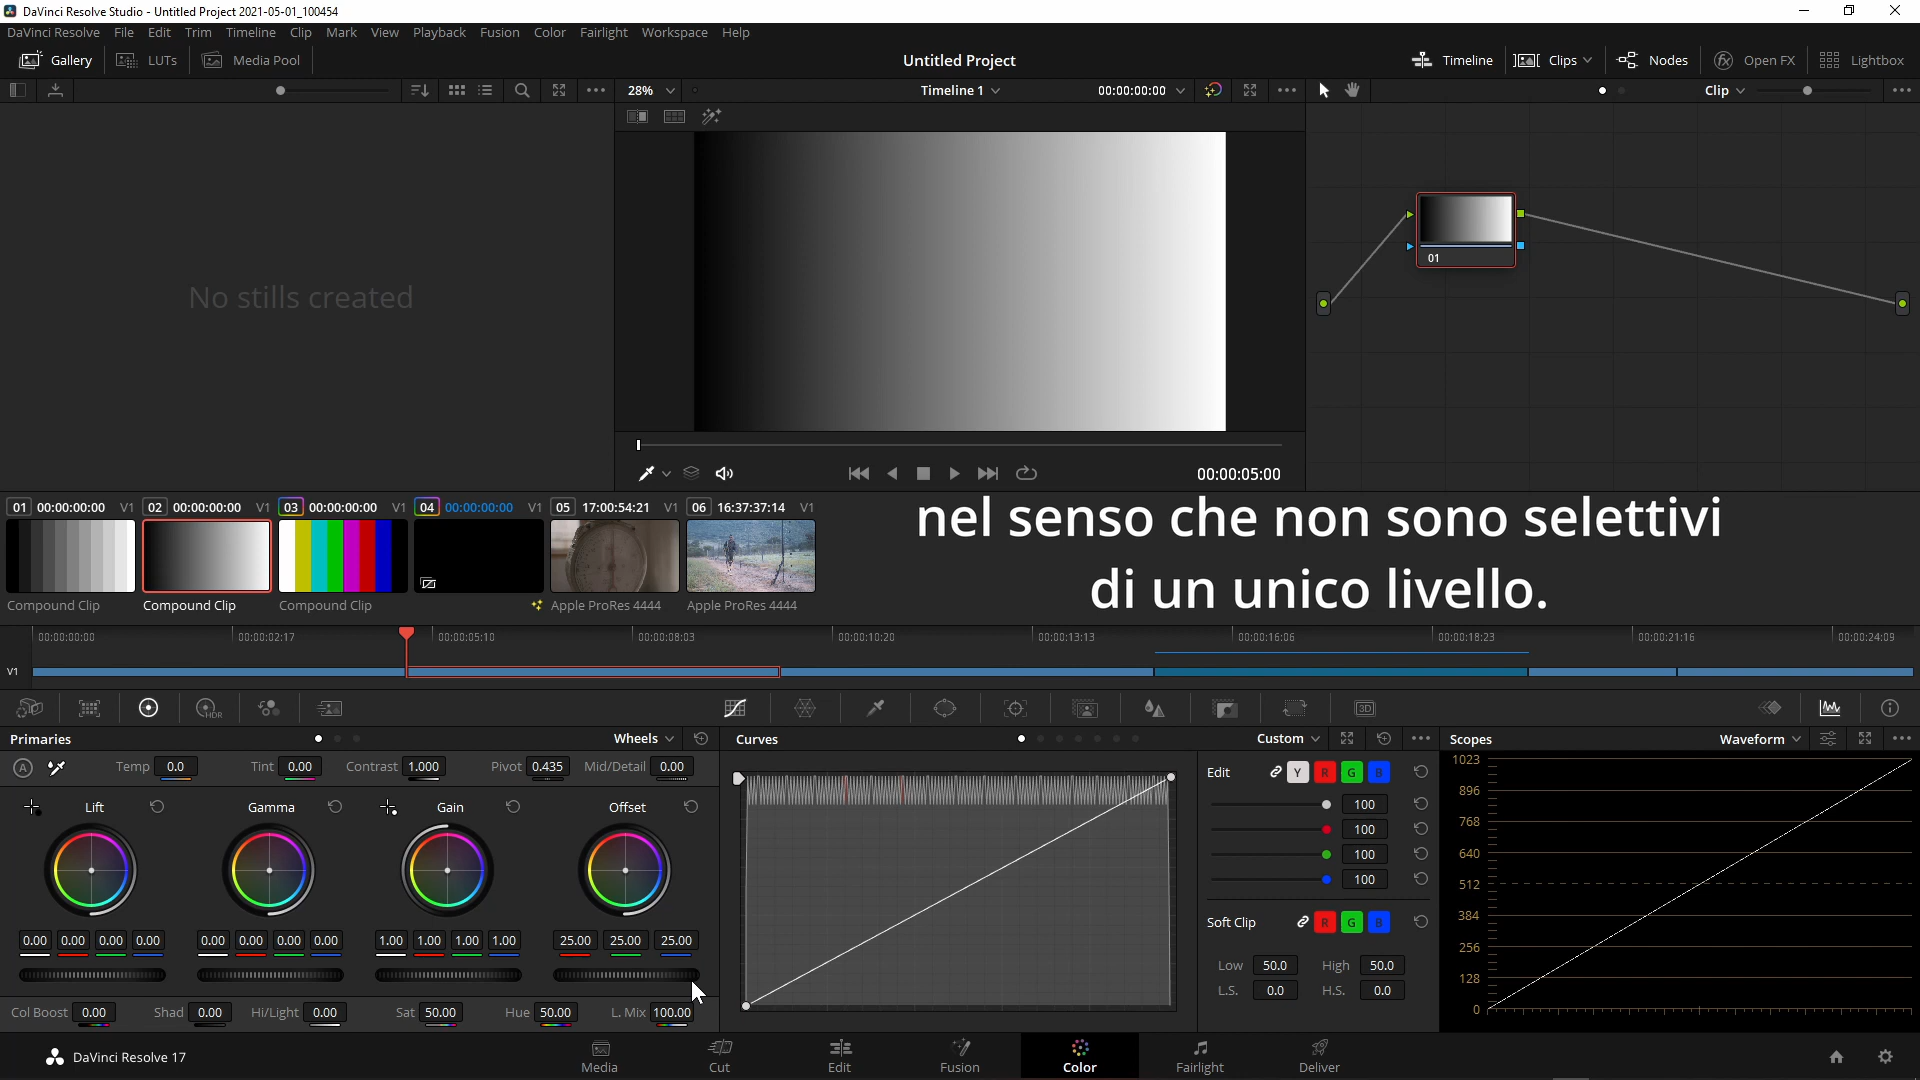 DaVinci Resolve Studio - Untitled Project 2021-05-01_100454
DaVinci Resolve File Edit Trim Timeline Clip Mark View Playback Fusion Color Fairlight Workspace Help
Gallery LUTs Media Pool Untitled Project Timeline Clips Nodes Open FX Lightbox
28% Timeline 1 00:00:00:00 Clip
No stills created
01
00:00:05:00
01 00:00:00:00 V1 02 00:00:00:00 V1 03 00:00:00:00 V1 04 00:00:00:00 V1 05 17:00:54:21 V1 06 16:37:37:14 V1
nel senso che non sono selettivi
di un unico livello.
Compound Clip Compound Clip Compound Clip Apple ProRes 4444 Apple ProRes 4444
00:00:00:00 00:00:02:17 00:00:05:10 00:00:08:03 00:00:10:20 00:00:13:13 00:00:16:06 00:00:18:23 00:00:21:16 00:00:24:09
V1
HDR 3D
Primaries Wheels Curves Custom Scopes Waveform
A Temp 0.0 Tint 0.00 Contrast 1.000 Pivot 0.435 Mid/Detail 0.00
Lift Gamma Gain Offset
0.00 0.00 0.00 0.00 0.00 0.00 0.00 0.00 1.00 1.00 1.00 1.00 25.00 25.00 25.00
Col Boost 0.00 Shad 0.00 Hi/Light 0.00 Sat 50.00 Hue 50.00 L. Mix 100.00
Edit Y R G B
100
100
100
100
Soft Clip R G B
Low 50.0 High 50.0
L.S. 0.0 H.S. 0.0
1023
896
768
640
512
384
256
128
0
DaVinci Resolve 17 Media Cut Edit Fusion Color Fairlight Deliver